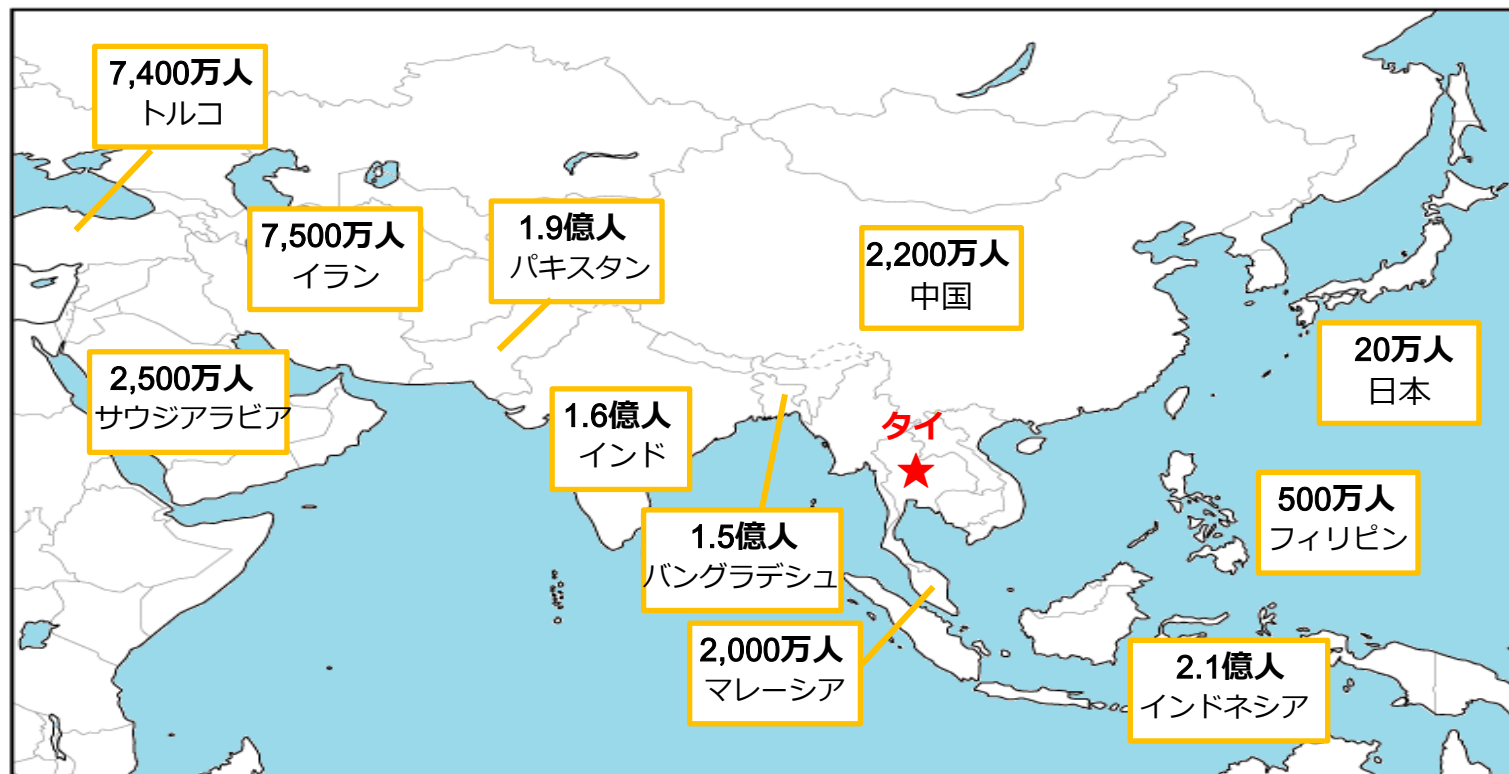 7,400万人
トルコ
7,500万人
イラン
1.9億人
パキスタン
2,200万人
中国
20万人
日本
2,500万人
サウジアラビア
1.6億人
インド
タイ
500万人
フィリピン
1.5億人
バングラデシュ
2,000万人
マレーシア
2.1億人
インドネシア